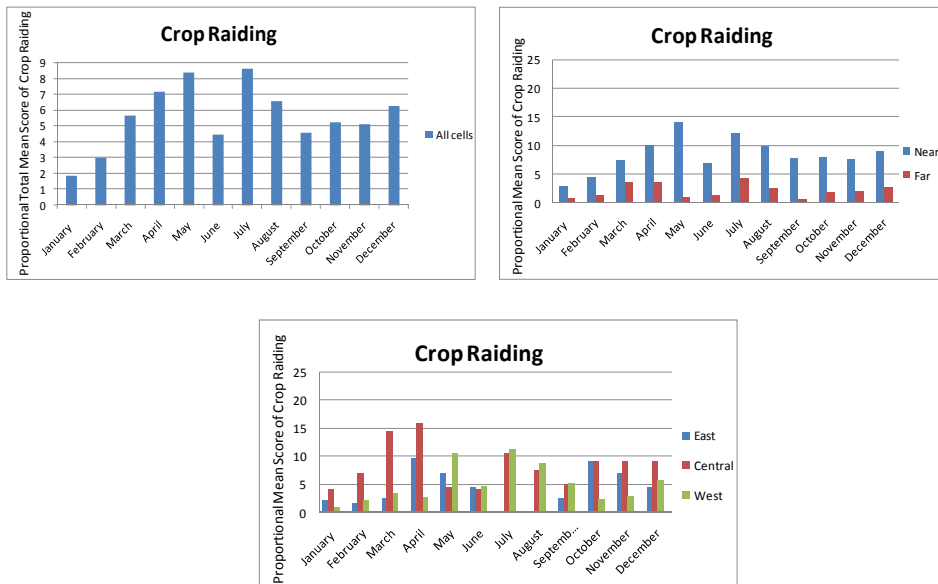 Crop Raiding
Proportional Total Mean Score of Crop Raiding
9
8
7
6
5
4
3
2
1
0
January
February
March
April
May
June
July
August
September
October
November
December
All cells
Crop Raiding
Proportional Mean Score of Crop Raiding
25
20
15
10
5
0
January
February
March
April
May
June
July
August
September
October
November
December
Near
Far
Crop Raiding
Proportional Mean Score of Crop Raiding
25
20
15
10
5
0
January
February
March
April
May
June
July
August
Septemb...
October
November
December
East
Central
West